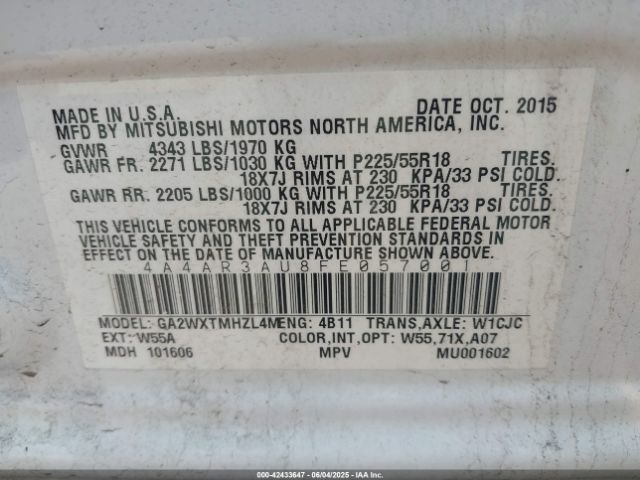 MADE IN U.S.A. DATE OCT. 2015
MFD BY MITSUBISHI MOTORS NORTH AMERICA, INC.
GVWR 4343 LBS/1970 KG
GAWR FR. 2271 LBS/1030 KG WITH P225/55R18 TIRES.
18X7J RIMS AT 230 KPA/33 PSI COLD.
GAWR RR. 2205 LBS/1000 KG WITH P225/55R18 TIRES.
18X7J RIMS AT 230 KPA/33 PSI COLD.
THIS VEHICLE CONFORMS TO ALL APPLICABLE FEDERAL MOTOR
VEHICLE SAFETY AND THEFT PREVENTION STANDARDS IN
EFFECT ON THE DATE OF MANUFACTURE SHOWN ABOVE.
4A4AR3AU8FE057001
MODEL: GA2WXTMHZL4M ENG: 4B11 TRANS,AXLE: W1CJC
EXT: W55A COLOR,INT,OPT: W55,71X,A07
MDH 101606 MPV MU001602
000-42433647 - 06/04/2025 - IAA Inc.